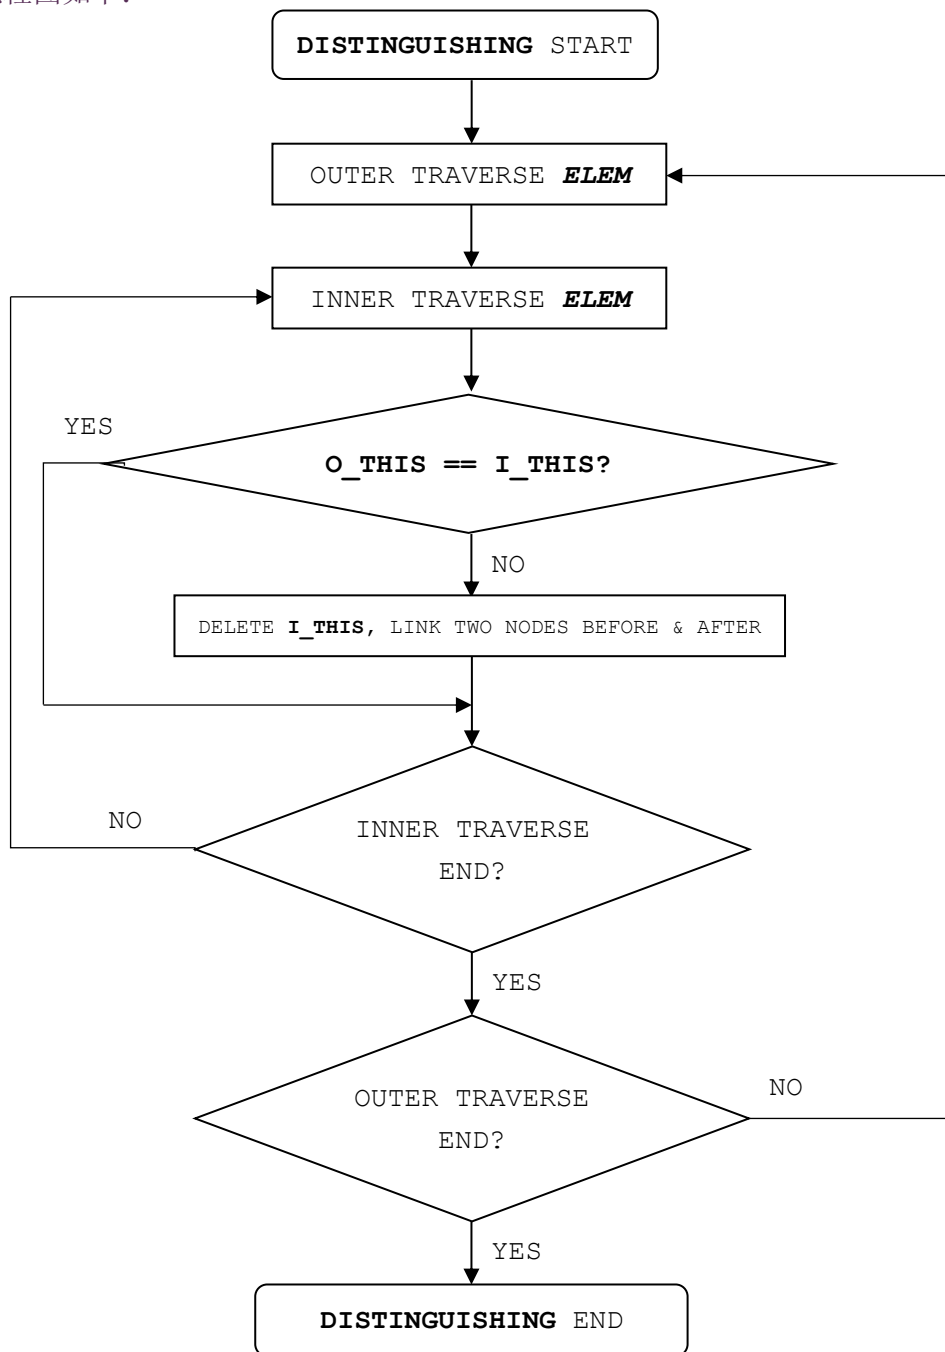 DISTINGUISHING START
OUTER TRAVERSE ELEM
INNER TRAVERSE ELEM
YES
O_THIS == I_THIS?
NO
DELETE I_THIS, LINK TWO NODES BEFORE & AFTER
NO
INNER TRAVERSE
END?
YES
NO
OUTER TRAVERSE
END?
YES
DISTINGUISHING END